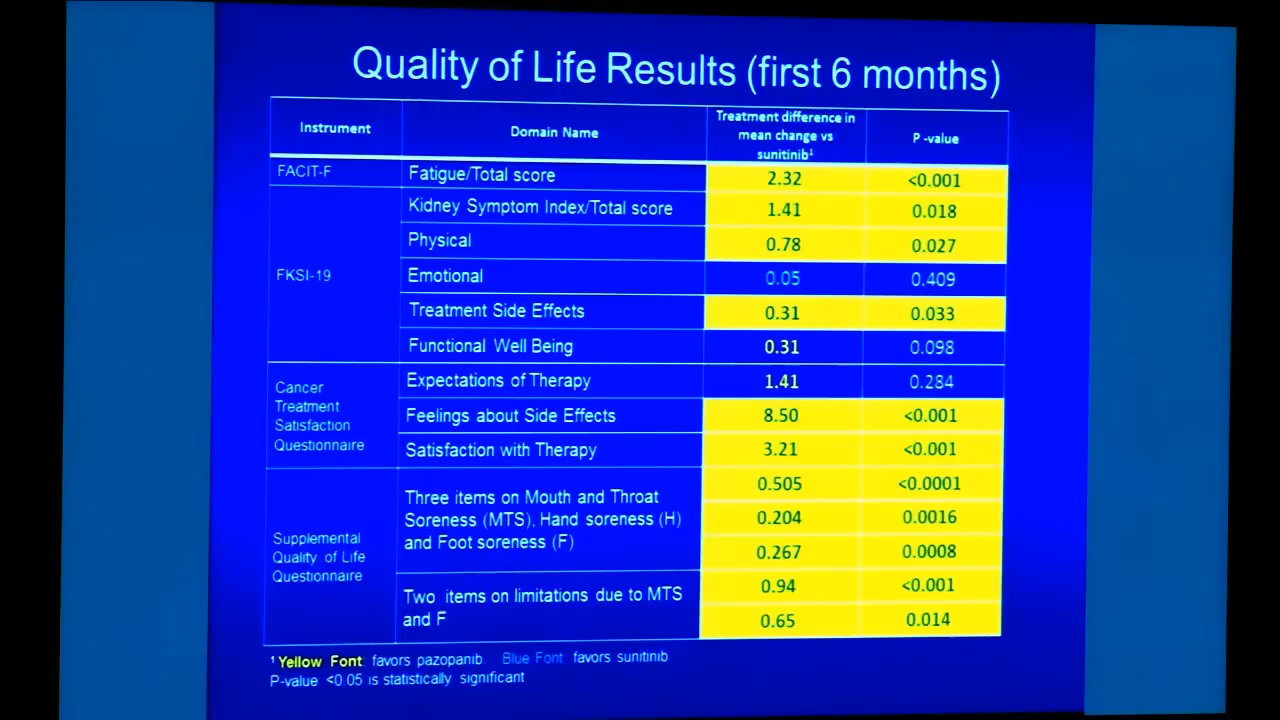 Quality of Life Results (first 6 months)
Instrument
Domain Name
Treatment difference in
mean change vs
sunitinib¹
P -value
FACIT-F
Fatigue/Total score
2.32
<0.001
FKSI-19
Kidney Symptom Index/Total score
1.41
0.018
Physical
0.78
0.027
Emotional
0.05
0.409
Treatment Side Effects
0.31
0.033
Functional Well Being
0.31
0.098
Cancer
Treatment
Satisfaction
Questionnaire
Expectations of Therapy
1.41
0.284
Feelings about Side Effects
8.50
<0.001
Satisfaction with Therapy
3.21
<0.001
Supplemental
Quality of Life
Questionnaire
Three items on Mouth and Throat
Soreness (MTS), Hand soreness (H)
and Foot soreness (F)
0.505
<0.0001
0.204
0.0016
0.267
0.0008
Two items on limitations due to MTS
and F
0.94
<0.001
0.65
0.014
¹ Yellow Font favors pazopanib. Blue Font favors sunitinib
P-value <0.05 is statistically significant